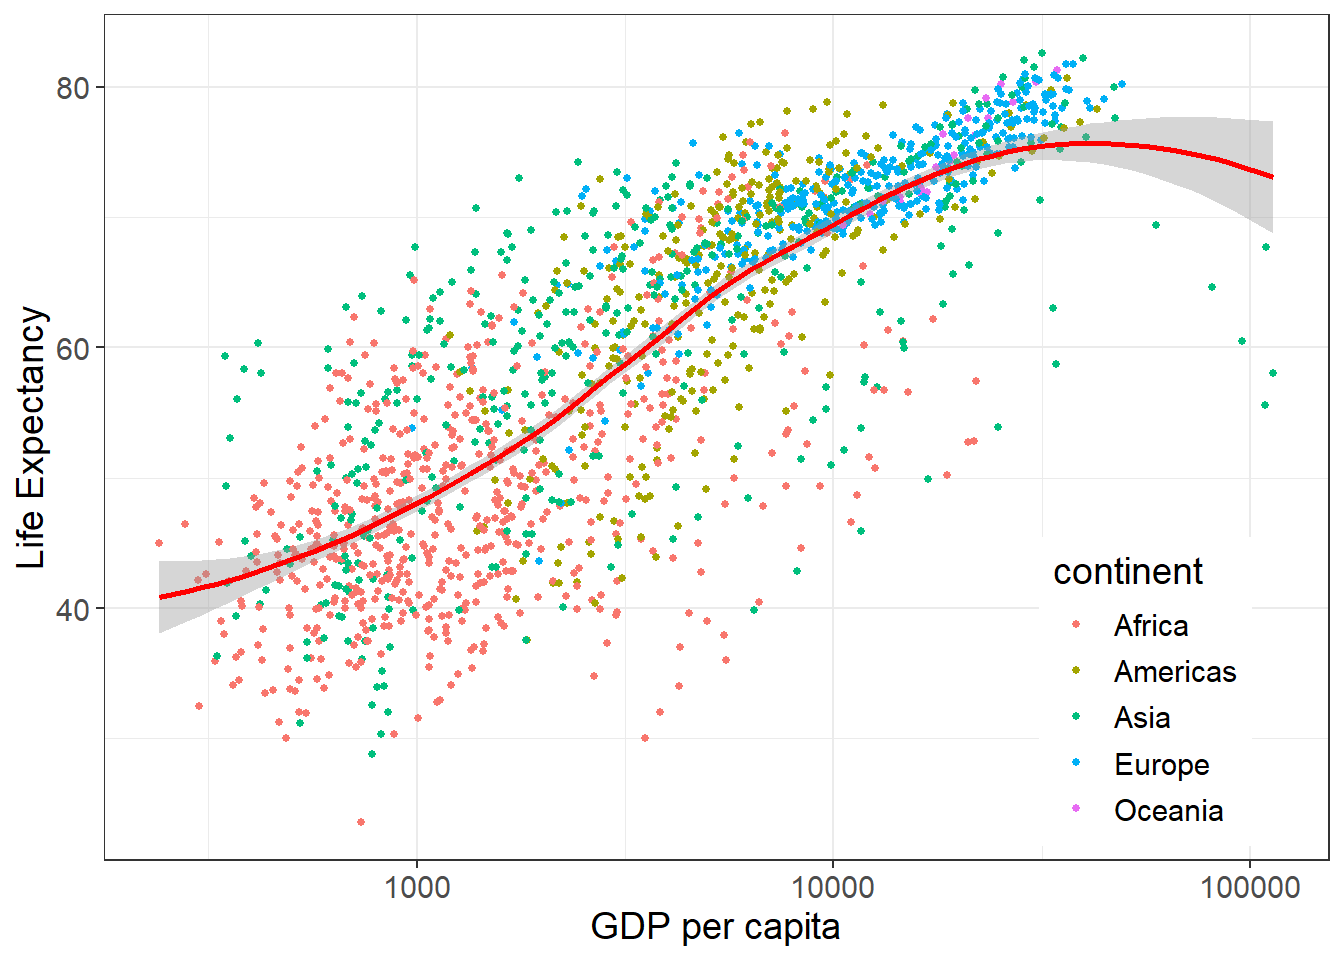 80
60
40
Life Expectancy
1000
10000
100000
GDP per capita
continent
Africa
Americas
Asia
Europe
Oceania